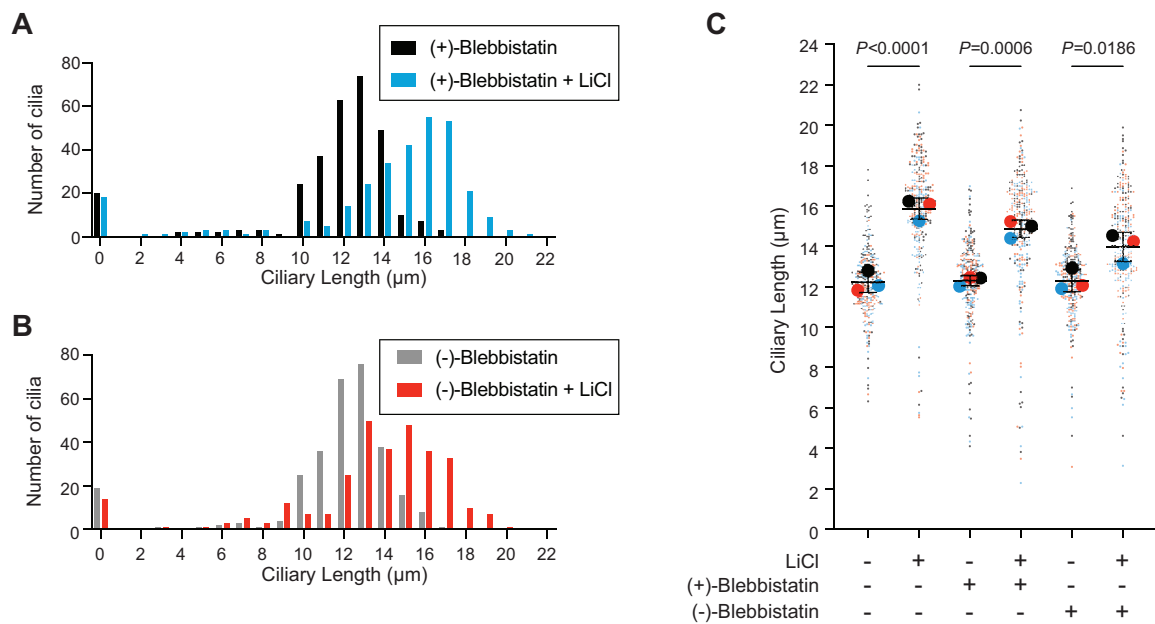 A
(+)-Blebbistatin
(+)-Blebbistatin + LiCl
Number of cilia
80
60
40
20
0
0 2 4 6 8 10 12 14 16 18 20 22
Ciliary Length (µm)
B
(-)-Blebbistatin
(-)-Blebbistatin + LiCl
Number of cilia
80
60
40
20
0
0 2 4 6 8 10 12 14 16 18 20 22
Ciliary Length (µm)
C
P<0.0001 P=0.0006 P=0.0186
Ciliary Length (µm)
24
22
20
18
16
14
12
10
8
6
4
2
0
LiCl - + - + - +
(+)-Blebbistatin - - + + - -
(-)-Blebbistatin - - - - + +